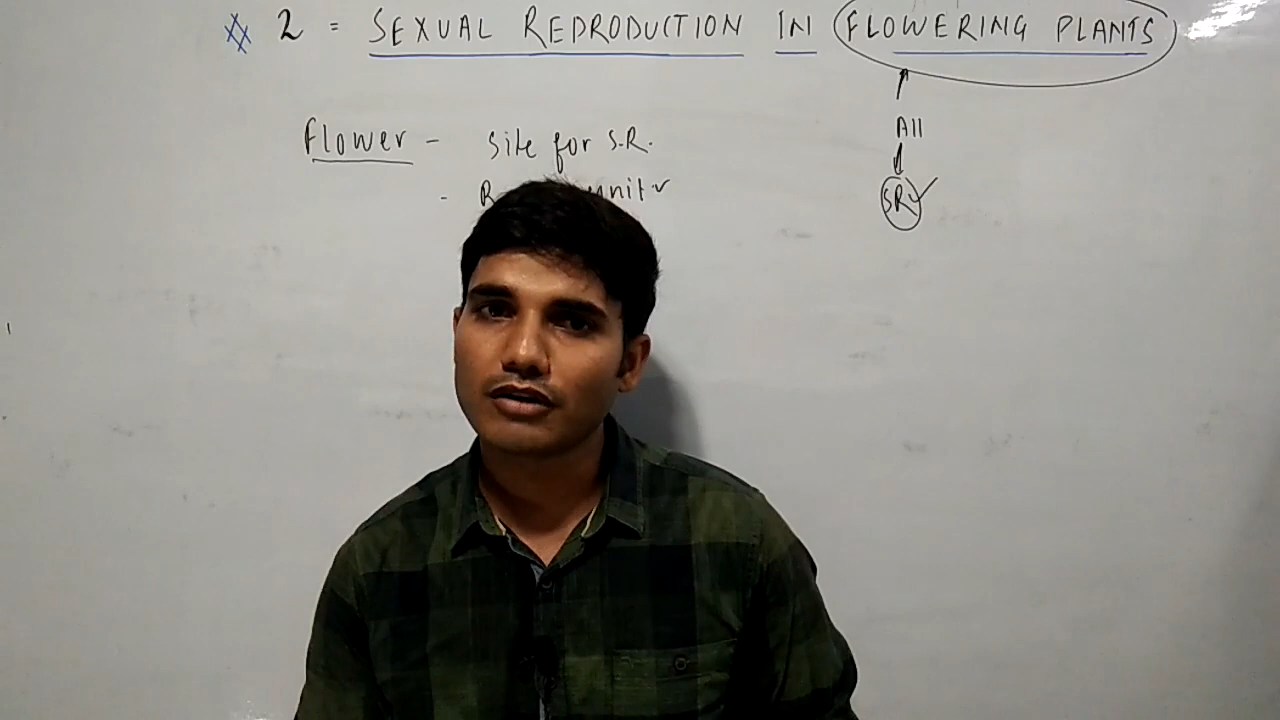 2 = SEXUAL REPRODUCTION IN FLOWERING PLANTS
Flower - Site for S.R.
All
SR